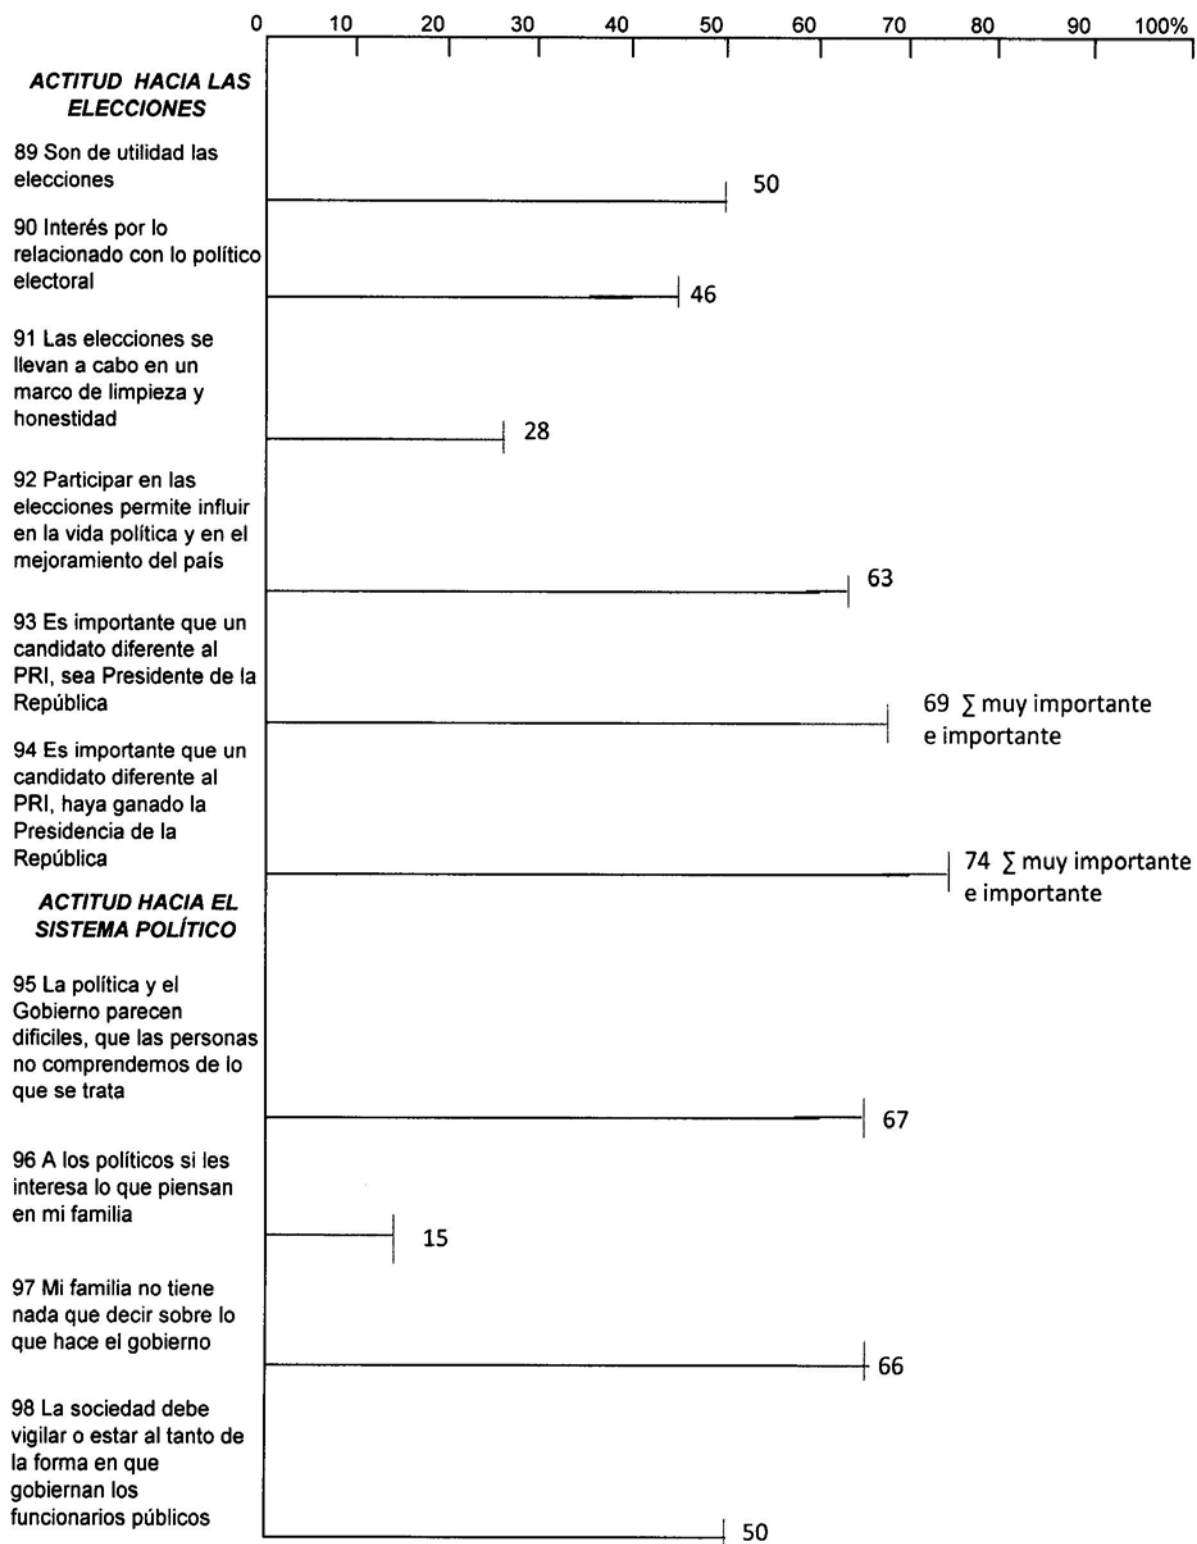 0 10 20 30 40 50 60 70 80 90 100%
ACTITUD HACIA LAS
ELECCIONES
89 Son de utilidad las
elecciones
50
90 Interés por lo
relacionado con lo político
electoral
46
91 Las elecciones se
llevan a cabo en un
marco de limpieza y
honestidad
28
92 Participar en las
elecciones permite influir
en la vida política y en el
mejoramiento del país
63
93 Es importante que un
candidato diferente al
PRI, sea Presidente de la
República
69 ∑ muy importante
e importante
94 Es importante que un
candidato diferente al
PRI, haya ganado la
Presidencia de la
República
74 ∑ muy importante
e importante
ACTITUD HACIA EL
SISTEMA POLÍTICO
95 La política y el
Gobierno parecen
dificiles, que las personas
no comprendemos de lo
que se trata
67
96 A los políticos si les
interesa lo que piensan
en mi familia
15
97 Mi familia no tiene
nada que decir sobre lo
que hace el gobierno
66
98 La sociedad debe
vigilar o estar al tanto de
la forma en que
gobiernan los
funcionarios públicos
50